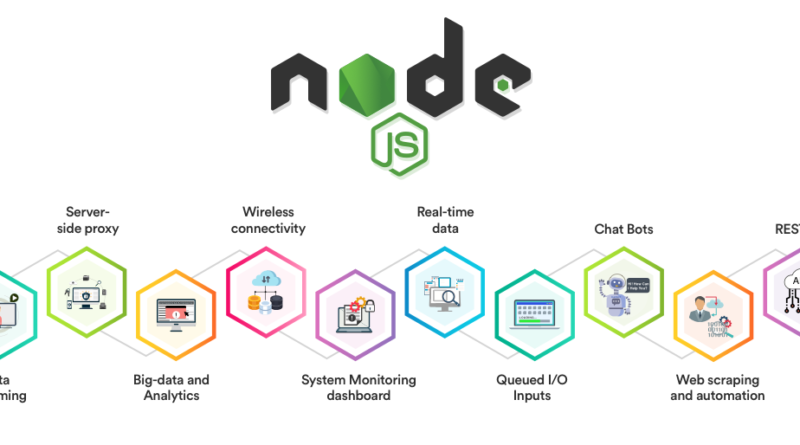 node
JS
Server-
side proxy
Wireless
connectivity
Real-time
data
Chat Bots
REST
Big-data and
Analytics
System Monitoring
dashboard
Queued I/O
Inputs
Web scraping
and automation